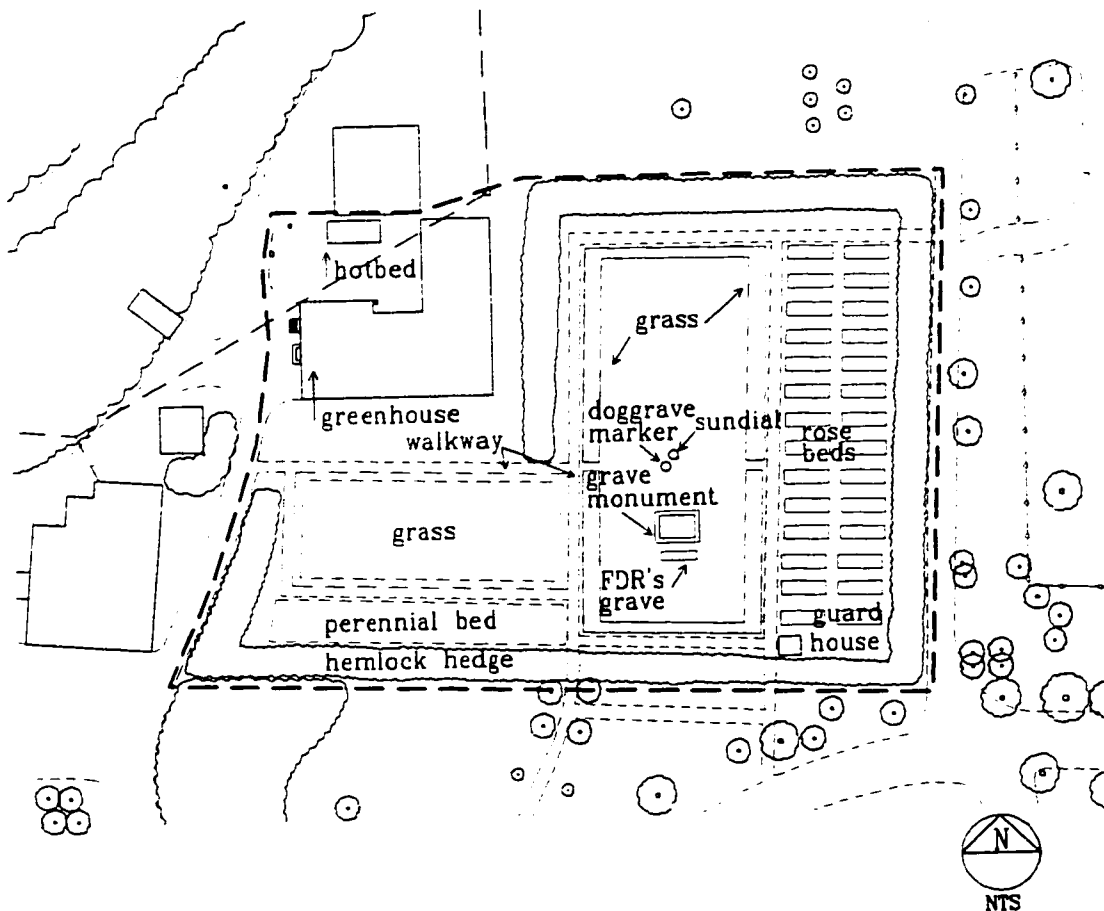 hotbed
grass
greenhouse
walkway
doggrave
marker
sundial
rose
beds
grave
monument
grass
FDR's
grave
perennial bed
guard
house
hemlock hedge
N
NTS